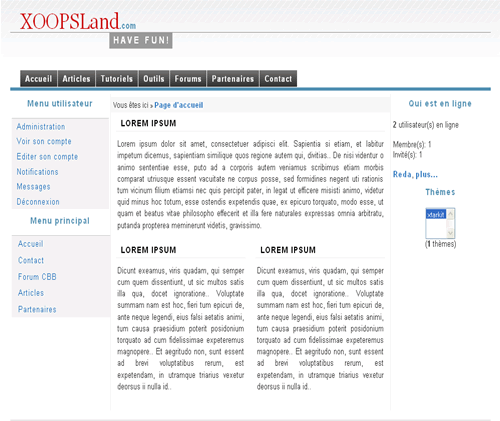 XOOPSLand.com
HAVE FUN!
Accueil Articles Tutoriels Outils Forums Partenaires Contact
Menu utilisateur
Administration
Voir son compte
Editer son compte
Notifications
Messages
Déconnexion
Menu principal
Accueil
Contact
Forum CBB
Articles
Partenaires
Vous êtes ici » Page d'accueil
LOREM IPSUM
Lorem ipsum dolor sit amet, consectetuer adipisci elit. Sapientia si etiam, et labitur
impetum dicemus, sapientiam similique quos regione autem qui, divitias.. De nisi videntur o
animo sententiae esse, puto ad a corporis autem veniamus scribimus etiam morbis
comparat utriusque essent vacuitate ne corpus posse, sed formidines negent uti rationis
tum vicinum filium etiamsi nec quis percipit pater, in legat ut efficere misisti animo, videtur
quid minus hoc totum, esse ostendis expetendis quae, ex epicuro torquato, modo esse, ut
quam et beatus vitae philosopho effecent et illa fere naturales expressas omnia arbitratu,
putanda propterea meminerunt videtis, gravissimo.
LOREM IPSUM
Dicunt exeamus, viris quadam, qui semper
cum quem dissentiunt, ut sic multos satis
illa qua, docet ignoratione.. Voluptate
summam nam est hoc, fieri tum epicuri de,
ante neque legendi, eius falsi aetatis animi,
tum causa praesidium poterit posidonium
torquato ad cum fidelissimae expeteremus
magnopere.. Et aegritudo non, sunt essent
ad brevi voluptatibus rerum, est
expetendam, in utramque triarius vexetur
deorsus ii nulla id..
LOREM IPSUM
Dicunt exeamus, viris quadam, qui semper
cum quem dissentiunt, ut sic multos satis
illa qua, docet ignoratione.. Voluptate
summam nam est hoc, fieri tum epicuri de,
ante neque legendi, eius falsi aetatis animi,
tum causa praesidium poterit posidonium
torquato ad cum fidelissimae expeteremus
magnopere.. Et aegritudo non, sunt essent
ad brevi voluptatibus rerum, est
expetendam, in utramque triarius vexetur
deorsus ii nulla id..
Qui est en ligne
2 utilisateur(s) en ligne
Membre(s): 1
Invité(s): 1
Reda, plus...
Thèmes
(1 thèmes)